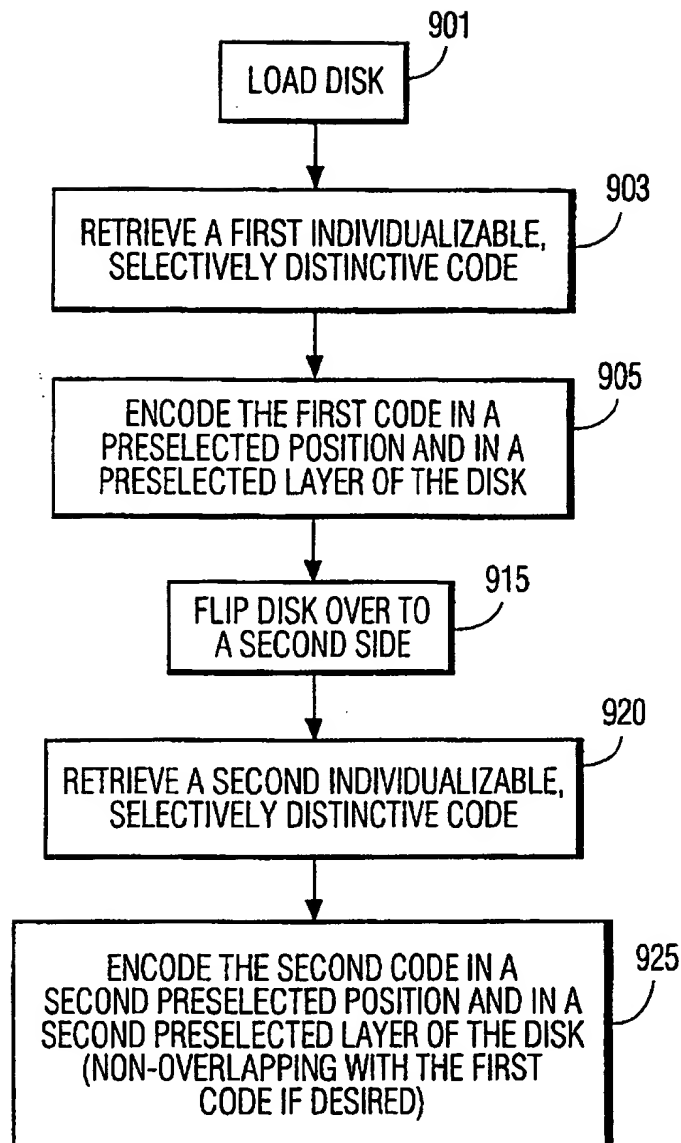 901
LOAD DISK
903
RETRIEVE A FIRST INDIVIDUALIZABLE,
SELECTIVELY DISTINCTIVE CODE
905
ENCODE THE FIRST CODE IN A
PRESELECTED POSITION AND IN A
PRESELECTED LAYER OF THE DISK
915
FLIP DISK OVER TO
A SECOND SIDE
920
RETRIEVE A SECOND INDIVIDUALIZABLE,
SELECTIVELY DISTINCTIVE CODE
925
ENCODE THE SECOND CODE IN A
SECOND PRESELECTED POSITION AND IN A
SECOND PRESELECTED LAYER OF THE DISK
(NON-OVERLAPPING WITH THE FIRST
CODE IF DESIRED)